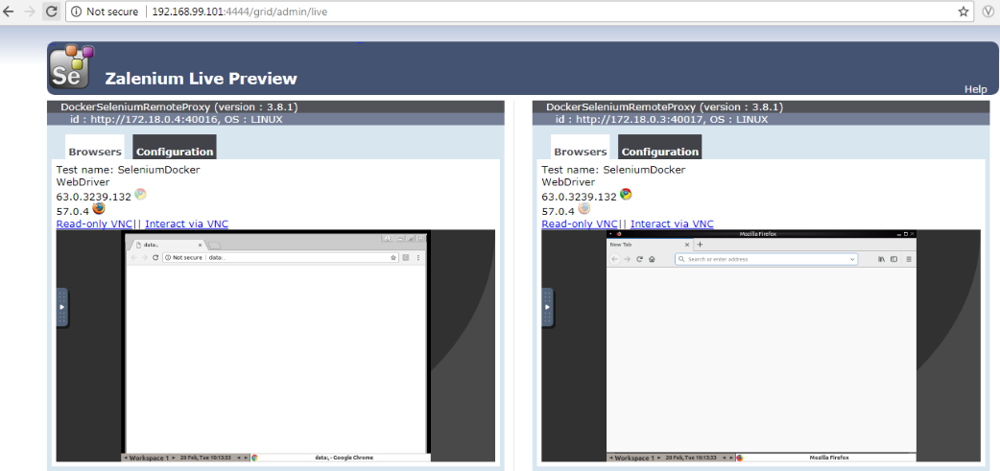 Not secure | 192.168.99.101:4444/grid/admin/live
Se
Zalenium Live Preview
Help
DockerSeleniumRemoteProxy (version : 3.8.1)
id : http://172.18.0.4:40016, OS : LINUX
Browsers Configuration
Test name: SeleniumDocker
WebDriver
63.0.3239.132
57.0.4
Read-only VNC|| Interact via VNC
data:,
Not secure | data:,
Workspace 1 20 Feb, Tue 10:13:33 data:, - Google Chrome
DockerSeleniumRemoteProxy (version : 3.8.1)
id : http://172.18.0.3:40017, OS : LINUX
Browsers Configuration
Test name: SeleniumDocker
WebDriver
63.0.3239.132
57.0.4
Read-only VNC|| Interact via VNC
Mozilla Firefox
New Tab
Search or enter address
Workspace 1 20 Feb, Tue 10:13:33 Mozilla Firefox